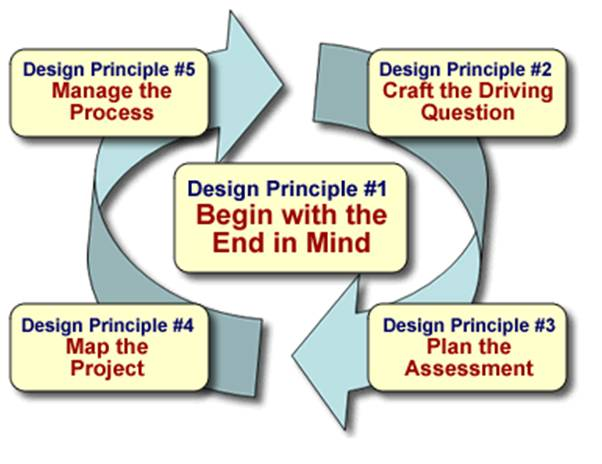 Design Principle #5
Manage the
Process
Design Principle #2
Craft the Driving
Question
Design Principle #1
Begin with the
End in Mind
Design Principle #4
Map the
Project
Design Principle #3
Plan the
Assessment